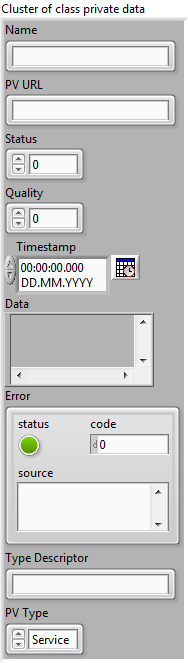 Cluster of class private data
Name
PV URL
Status
0
Quality
0
Timestamp
00:00:00.000
DD.MM.YYYY
Data
Error
status code
d 0
source
Type Descriptor
PV Type
Service